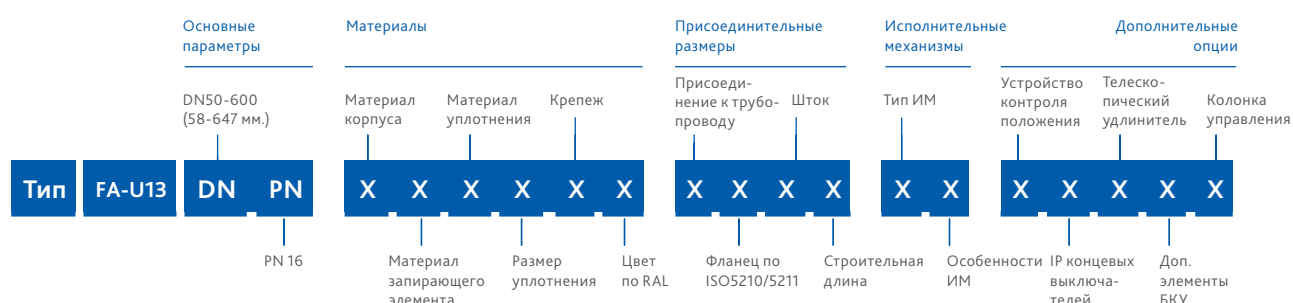 Основные
параметры
Материалы
Присоединительные
размеры
Исполнительные
механизмы
Дополнительные
опции
DN50-600
(58-647 мм.)
Материал
корпуса
Материал
уплотнения
Крепеж
Присоеди-
нение к трубо-
проводу
Шток
Тип ИМ
Устройство
контроля
положения
Телеско-
пический
удлинитель
Колонка
управления
Тип FA-U13 DN PN X X X X X X X X X X X X X X X X X
PN 16
Материал
запирающего
элемента
Размер
уплотнения
Цвет
по RAL
Фланец по
ISO5210/5211
Строительная
длина
Особенности
ИМ
IP концевых
выключа-
телей
Доп.
элементы
БКУ